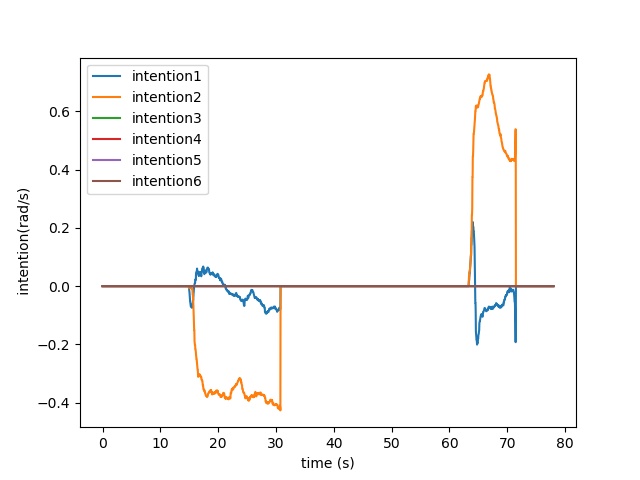 intention1
intention2
intention3
intention4
intention5
intention6
0.6
0.4
0.2
0.0
−0.2
−0.4
intention(rad/s)
0 10 20 30 40 50 60 70 80
time (s)